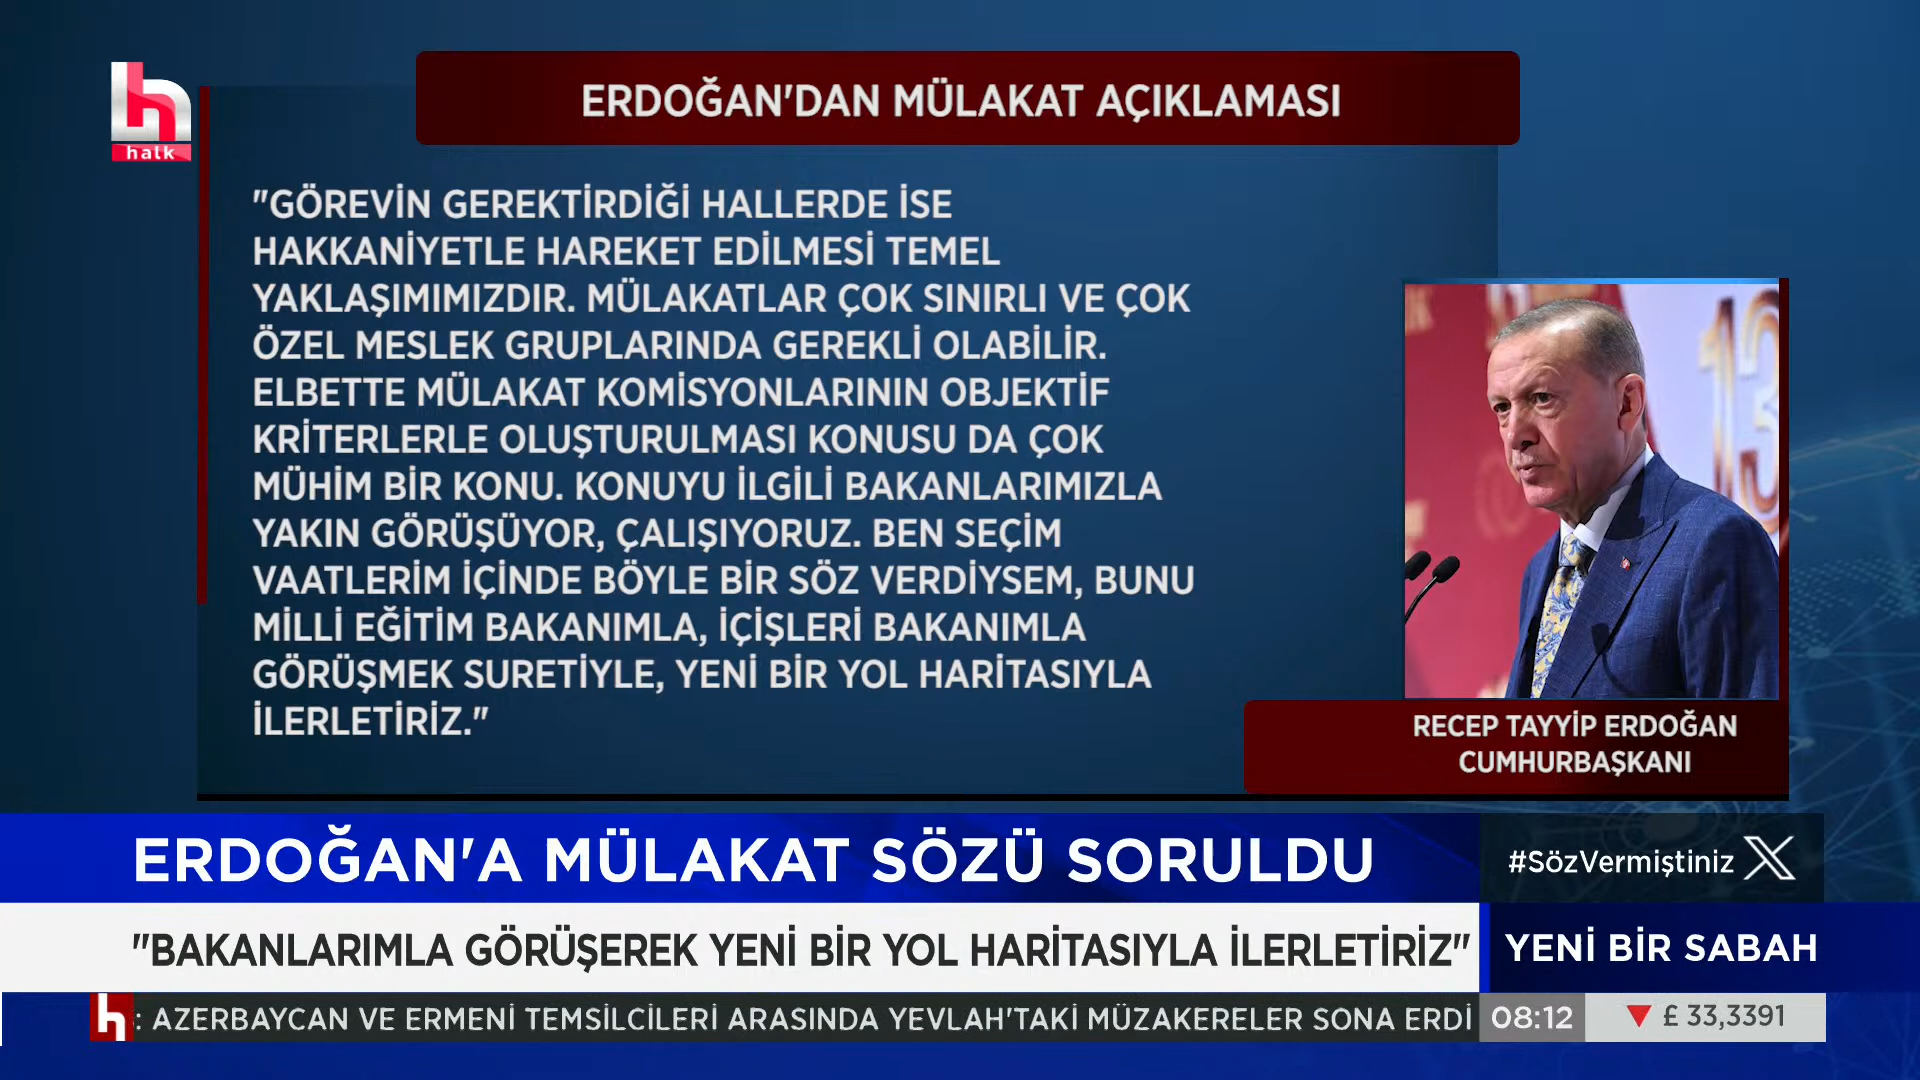 h
halk
ERDOĞAN'DAN MÜLAKAT AÇIKLAMASI
"GÖREVİN GEREKTİRDİĞİ HALLERDE İSE
HAKKANİYETLE HAREKET EDİLMESİ TEMEL
YAKLAŞIMIMIZDIR. MÜLAKATLAR ÇOK SINIRLI VE ÇOK
ÖZEL MESLEK GRUPLARINDA GEREKLİ OLABİLİR.
ELBETTE MÜLAKAT KOMİSYONLARININ OBJEKTİF
KRİTERLERLE OLUŞTURULMASI KONUSU DA ÇOK
MÜHİM BİR KONU. KONUYU İLGİLİ BAKANLARIMIZLA
YAKIN GÖRÜŞÜYOR, ÇALIŞIYORUZ. BEN SEÇİM
VAATLERİM İÇİNDE BÖYLE BİR SÖZ VERDİYSEM, BUNU
MİLLİ EĞİTİM BAKANIMLA, İÇİŞLERİ BAKANIMLA
GÖRÜŞMEK SURETİYLE, YENİ BİR YOL HARİTASIYLA
İLERLETİRİZ."
13
RECEP TAYYİP ERDOĞAN
CUMHURBAŞKANI
ERDOĞAN'A MÜLAKAT SÖZÜ SORULDU
#SözVermiştiniz X
"BAKANLARIMLA GÖRÜŞEREK YENİ BİR YOL HARİTASIYLA İLERLETİRİZ"
YENİ BİR SABAH
h : AZERBAYCAN VE ERMENİ TEMSİLCİLERİ ARASINDA YEVLAH'TAKİ MÜZAKERELER SONA ERDİ
08:12
£ 33,3391